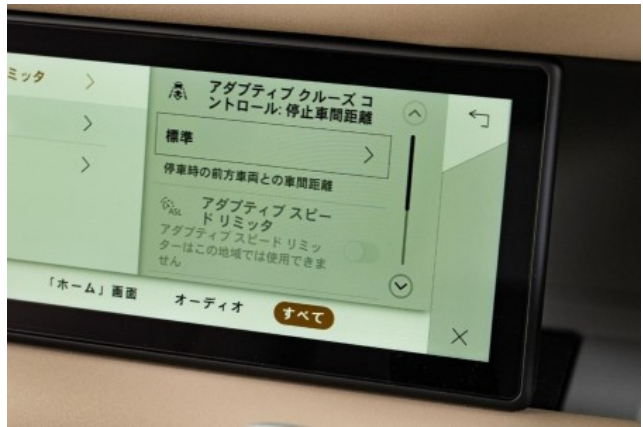 ミッタ
アダプティブ クルーズ コ
ントロール: 停止車間距離
標準
停車時の前方車両との車間距離
ASL
アダプティブ スピー
ド リミッタ
アダプティブ スピード リミッ
ターはこの地域では使用できま
せん
「ホーム」画面
オーディオ
すべて